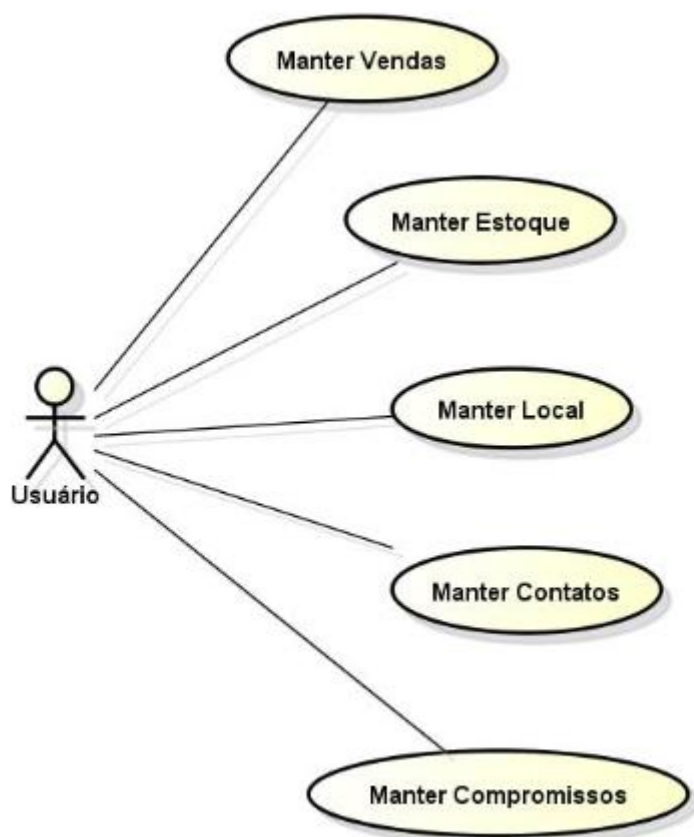 Manter Vendas
Manter Estoque
Manter Local
Usuário
Manter Contatos
Manter Compromissos